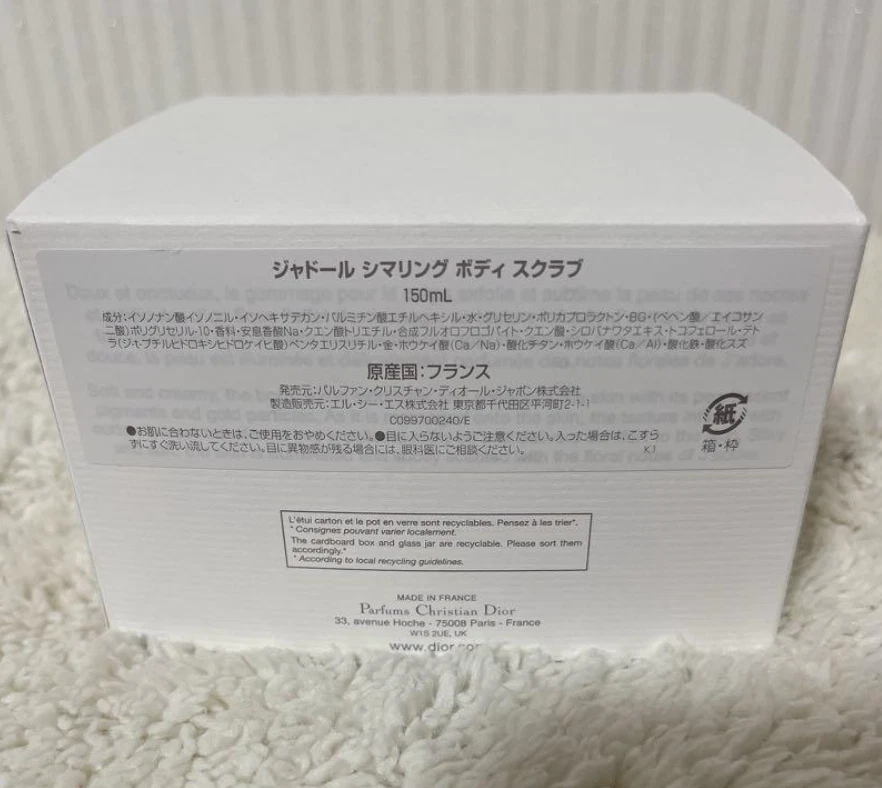 ジャドール シマリング ボディ スクラブ
150mL
成分:イソノナン酸イソノニル・イソヘキサデカン・パルミチン酸エチルヘキシル・水・グリセリン・ポリカプロラクトン・BG・(ベヘン酸/エイコサン
二酸)ポリグリセリル-10・香料・安息香酸Na・クエン酸トリエチル・合成フルオロフロゴパイト・クエン酸・シロバナワタエキス・トコフェロール・テト
ラ(ジ-t-ブチルヒドロキシヒドロケイヒ酸)ペンタエリスリチル・金・ホウケイ酸(Ca/Na)・酸化チタン・ホウケイ酸(Ca/Al)・酸化鉄・酸化スズ
原産国:フランス
発売元:パルファン・クリスチャン・ディオール・ジャポン株式会社
製造販売元:エル・シー・エス株式会社 東京都千代田区平河町2-1-1
C099700240/E
●お肌に合わないときは、ご使用をおやめください。●目に入らないようご注意ください。入った場合は、こすら
ずにすぐ洗い流してください。目に異物感が残る場合には、眼科医にご相談ください。 K1
紙
箱・枠
L'étui carton et le pot en verre sont recyclables. Pensez à les trier*.
* Consignes pouvant varier localement.
The cardboard box and glass jar are recyclable. Please sort them
accordingly.*
* According to local recycling guidelines.
MADE IN FRANCE
Parfums Christian Dior
33, avenue Hoche - 75008 Paris - France
W1S 2UE, UK
www.dior.com